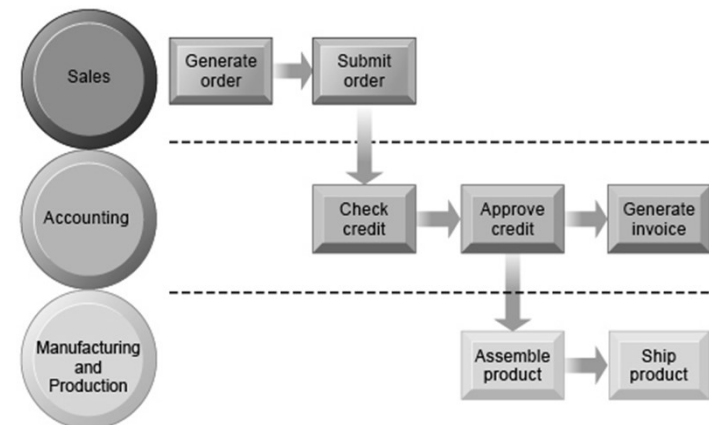 Sales
Generate
order
Submit
order
Accounting
Check
credit
Approve
credit
Generate
invoice
Manufacturing
and
Production
Assemble
product
Ship
product